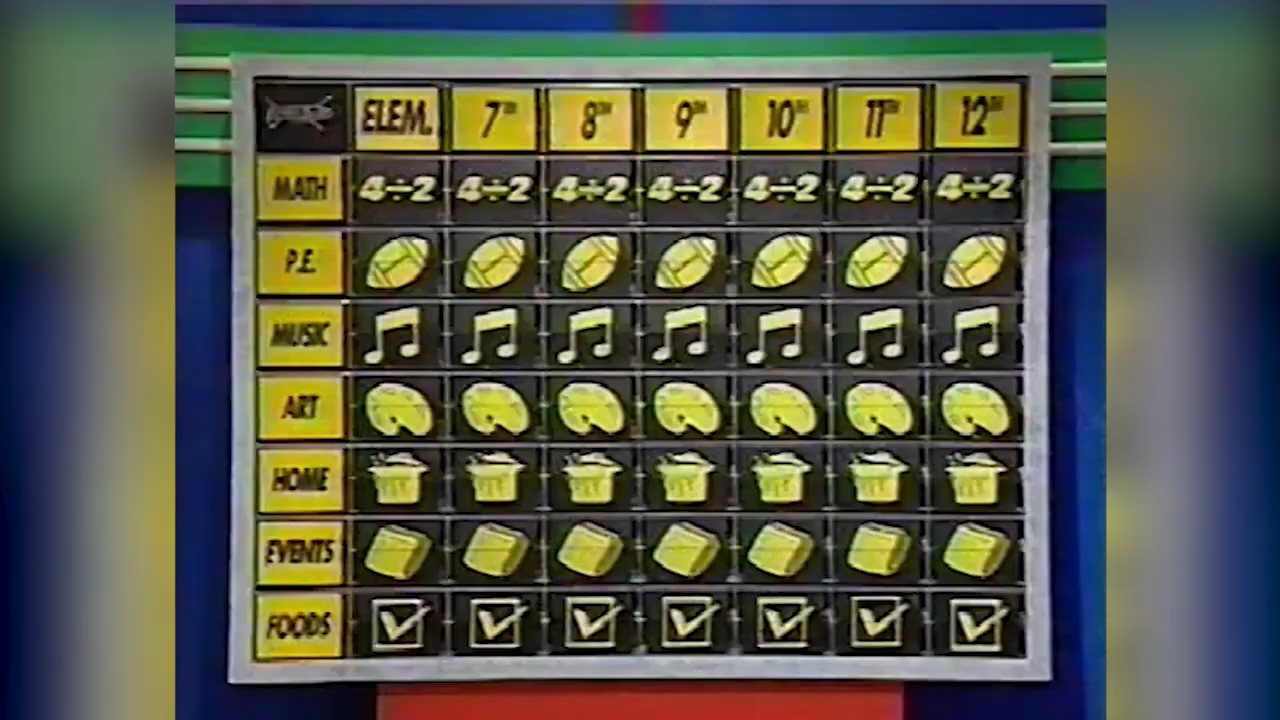 ELEM. 7TH 8TH 9TH 10TH 11TH 12TH
MATH 4÷2 4÷2 4÷2 4÷2 4÷2 4÷2 4÷2
P.E.
MUSIC
ART
HOME
EVENTS
FOODS